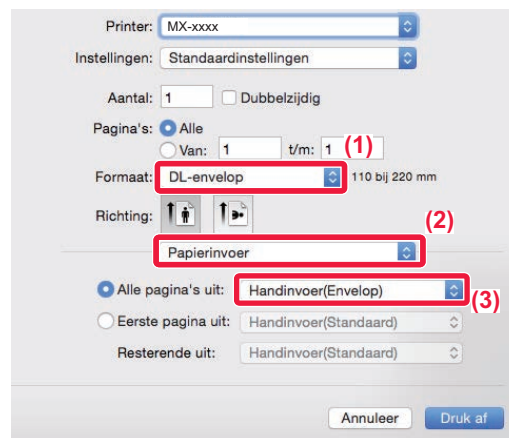 Printer: MX-xxxx
Instellingen: Standaardinstellingen
Aantal: 1 Dubbelzijdig
Pagina's: Alle
Van: 1 t/m: 1 (1)
Formaat: DL-envelop 110 bij 220 mm
Richting:
(2)
Papierinvoer
Alle pagina's uit: Handinvoer(Envelop)
(3)
Eerste pagina uit: Handinvoer(Standaard)
Resterende uit: Handinvoer(Standaard)
Annuleer Druk af